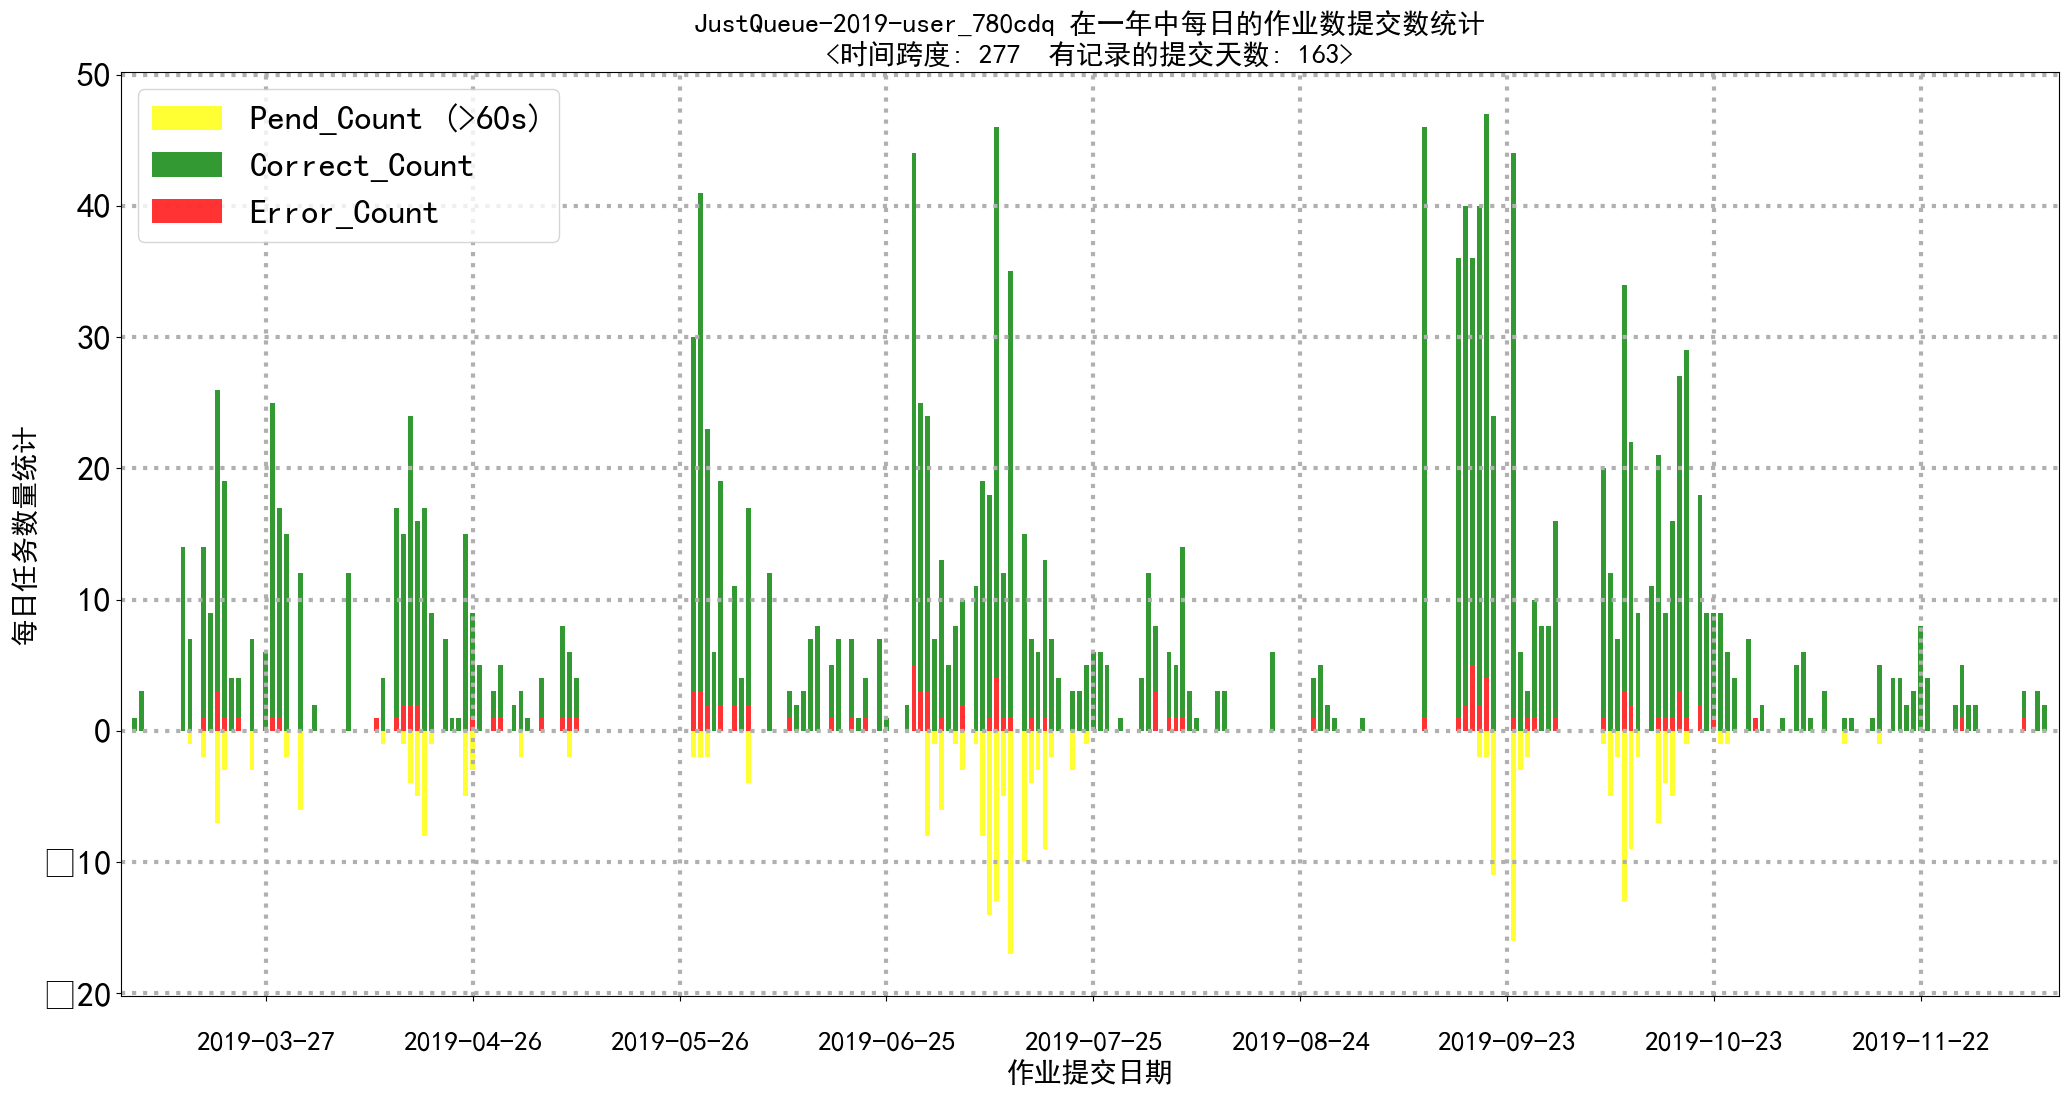 JustQueue-2019-user_780cdq 在一年中每日的作业数提交数统计
<时间跨度: 277  有记录的提交天数: 163>
Pend_Count (>60s)
Correct_Count
Error_Count
每日任务数量统计
50
40
30
20
10
0
□10
□20
2019-03-27 2019-04-26 2019-05-26 2019-06-25 2019-07-25 2019-08-24 2019-09-23 2019-10-23 2019-11-22
作业提交日期